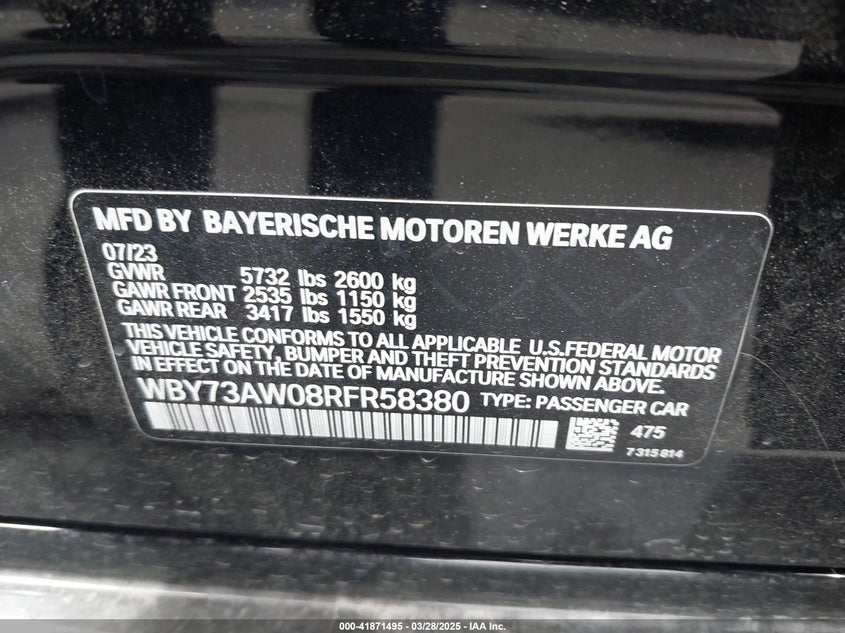 MFD BY BAYERISCHE MOTOREN WERKE AG
07/23
GVWR 5732 lbs 2600 kg
GAWR FRONT 2535 lbs 1150 kg
GAWR REAR 3417 lbs 1550 kg
THIS VEHICLE CONFORMS TO ALL APPLICABLE U.S.FEDERAL MOTOR
VEHICLE SAFETY, BUMPER AND THEFT PREVENTION STANDARDS
IN EFFECT ON THE DATE OF MANUFACTURE SHOWN ABOVE.
WBY73AW08RFR58380 TYPE: PASSENGER CAR
475
7 315 814
000-41871495 | 03/28/2025 - IAA Inc.